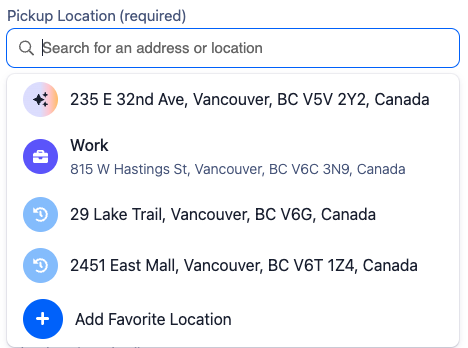 Pickup Location (required)
Search for an address or location
235 E 32nd Ave, Vancouver, BC V5V 2Y2, Canada
Work
815 W Hastings St, Vancouver, BC V6C 3N9, Canada
29 Lake Trail, Vancouver, BC V6G, Canada
2451 East Mall, Vancouver, BC V6T 1Z4, Canada
Add Favorite Location